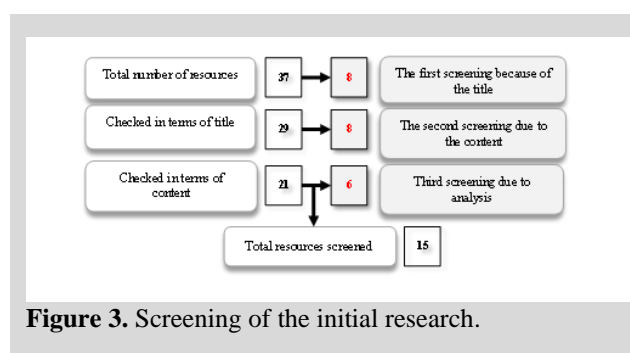 Total number of resources 37 8 The first screening because of
the title
Checked in terms of title 29 8 The second screening due to
the content
Checked in terms of 21 6 Third screening due to
content analysis
Total resources screened 15
Figure 3. Screening of the initial research.